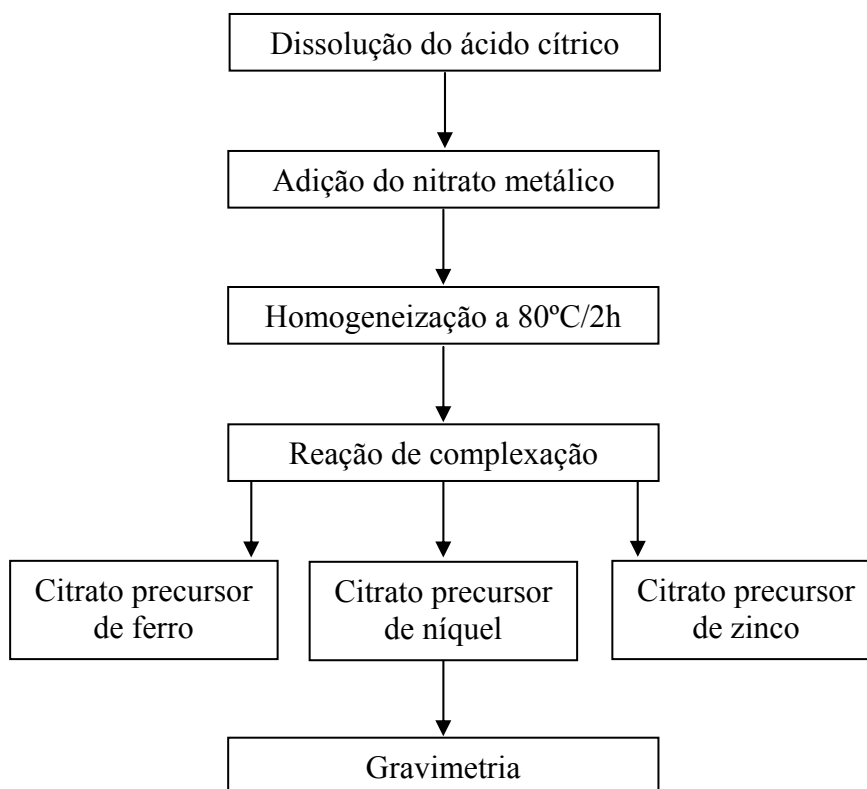 Dissolução do ácido cítrico
Adição do nitrato metálico
Homogeneização a 80ºC/2h
Reação de complexação
Citrato precursor
de ferro
Citrato precursor
de níquel
Citrato precursor
de zinco
Gravimetria